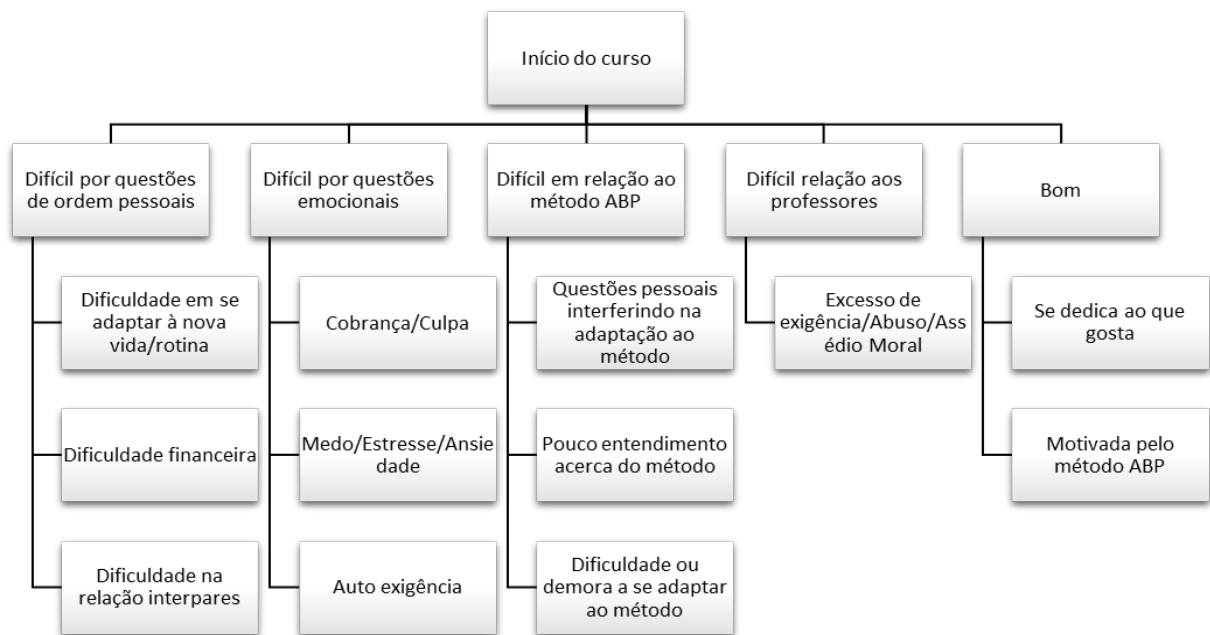 Início do curso
Difícil por questões
de ordem pessoais
Difícil por questões
emocionais
Difícil em relação ao
método ABP
Difícil relação aos
professores
Bom
Dificuldade em se
adaptar à nova
vida/rotina
Cobrança/Culpa
Questões pessoais
interferindo na
adaptação ao
método
Excesso de
exigência/Abuso/Ass
édio Moral
Se dedica ao que
gosta
Dificuldade financeira
Medo/Estresse/Ansie
dade
Pouco entendimento
acerca do método
Motivada pelo
método ABP
Dificuldade na
relação interpares
Auto exigência
Dificuldade ou
demora a se adaptar
ao método